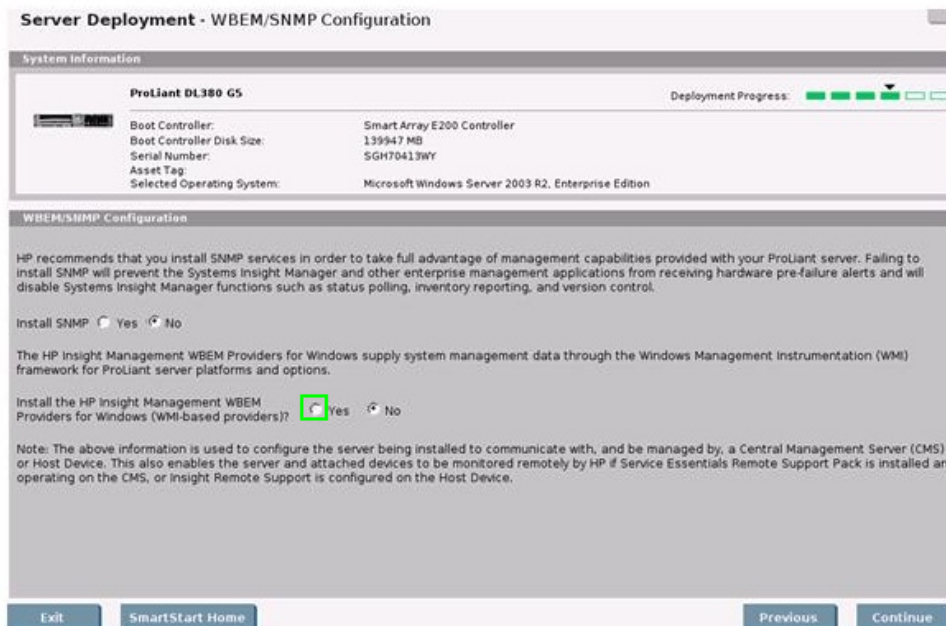 Server Deployment - WBEM/SNMP Configuration
System Information
ProLiant DL380 G5
Deployment Progress:
Boot Controller: Smart Array E200 Controller
Boot Controller Disk Size: 139947 MB
Serial Number: SGH70413WY
Asset Tag:
Selected Operating System: Microsoft Windows Server 2003 R2, Enterprise Edition
WBEM/SNMP Configuration
HP recommends that you install SNMP services in order to take full advantage of management capabilities provided with your ProLiant server. Failing to
install SNMP will prevent the Systems Insight Manager and other enterprise management applications from receiving hardware pre-failure alerts and will
disable Systems Insight Manager functions such as status polling, inventory reporting, and version control.
Install SNMP Yes No
The HP Insight Management WBEM Providers for Windows supply system management data through the Windows Management Instrumentation (WMI)
framework for ProLiant server platforms and options.
Install the HP Insight Management WBEM
Providers for Windows (WMI-based providers)? Yes No
Note: The above information is used to configure the server being installed to communicate with, and be managed by, a Central Management Server (CMS)
or Host Device. This also enables the server and attached devices to be monitored remotely by HP if Service Essentials Remote Support Pack is installed an
operating on the CMS, or Insight Remote Support is configured on the Host Device.
Exit SmartStart Home Previous Continue